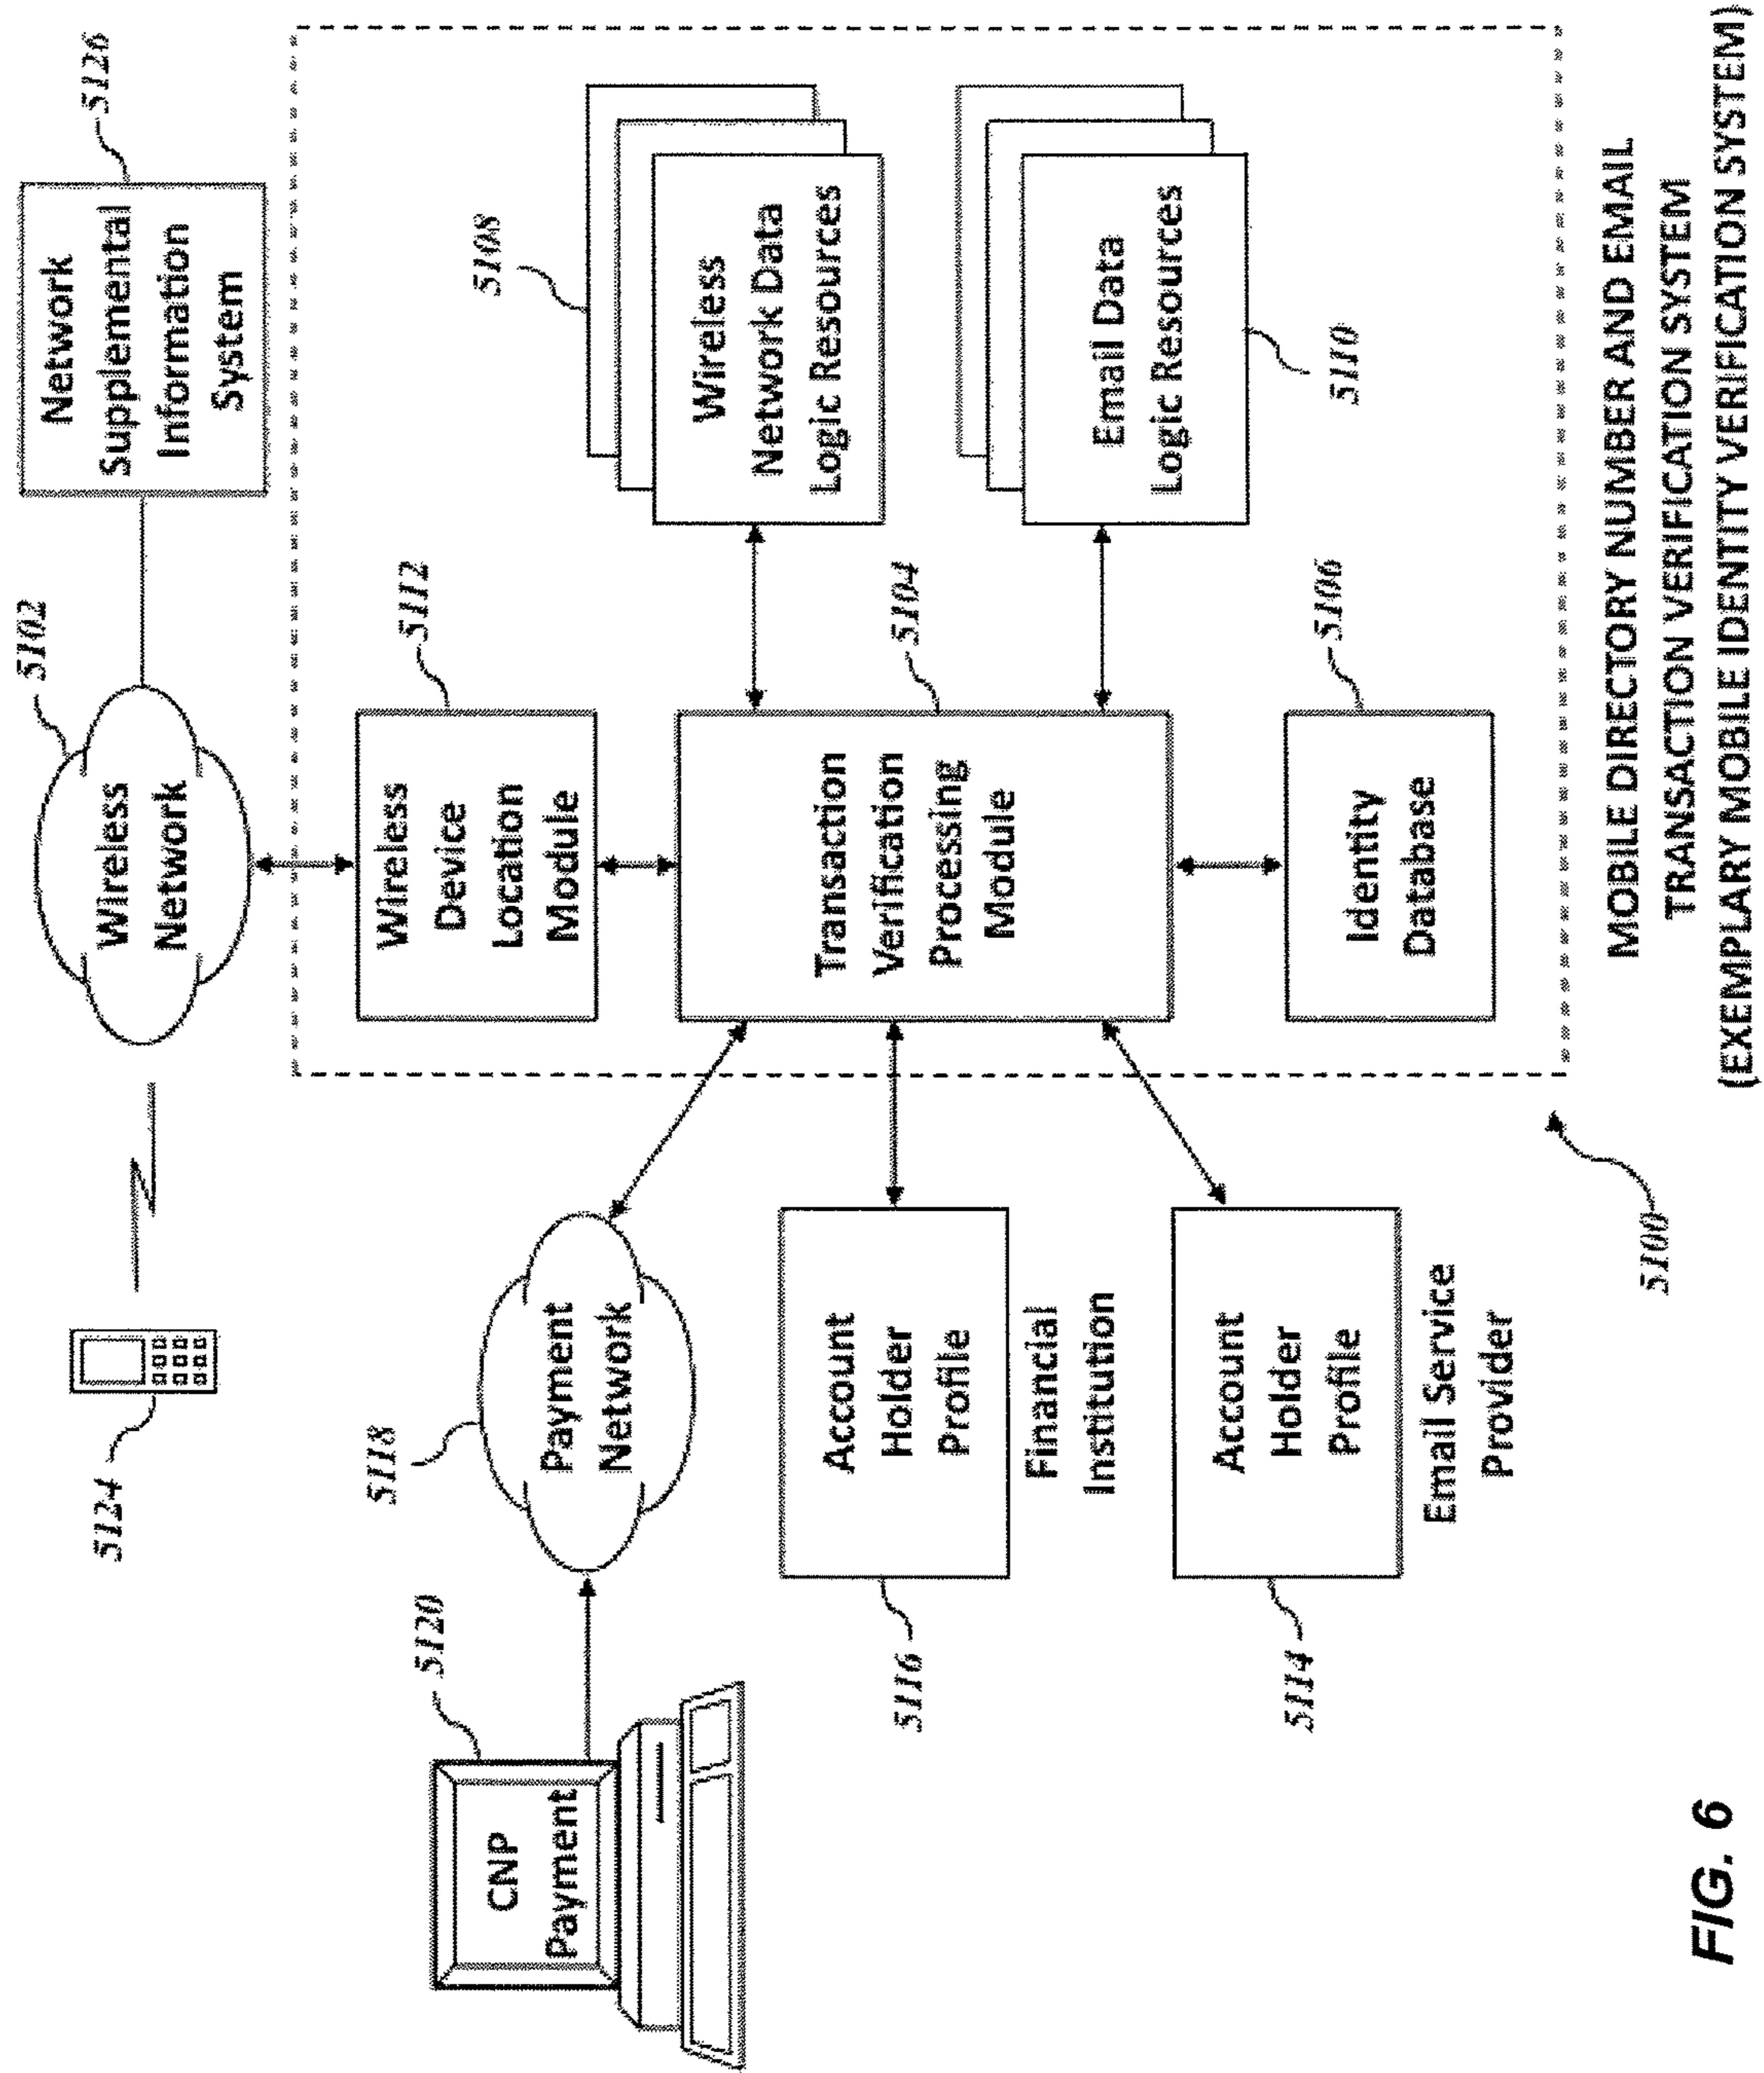 5124
5102
Wireless
Network
5126
Network
Supplemental
Information
System
5120
CNP
Payment
5118
Payment
Network
5112
Wireless
Device
Location
Module
5108
Wireless
Network Data
Logic Resources
5116
Account
Holder
Profile
Financial
Institution
5104
Transaction
Verification
Processing
Module
5110
Email Data
Logic Resources
5114
Account
Holder
Profile
Email Service
Provider
5106
Identity
Database
5100
MOBILE DIRECTORY NUMBER AND EMAIL
TRANSACTION VERIFICATION SYSTEM
(EXEMPLARY MOBILE IDENTITY VERIFICATION SYSTEM)
FIG. 6